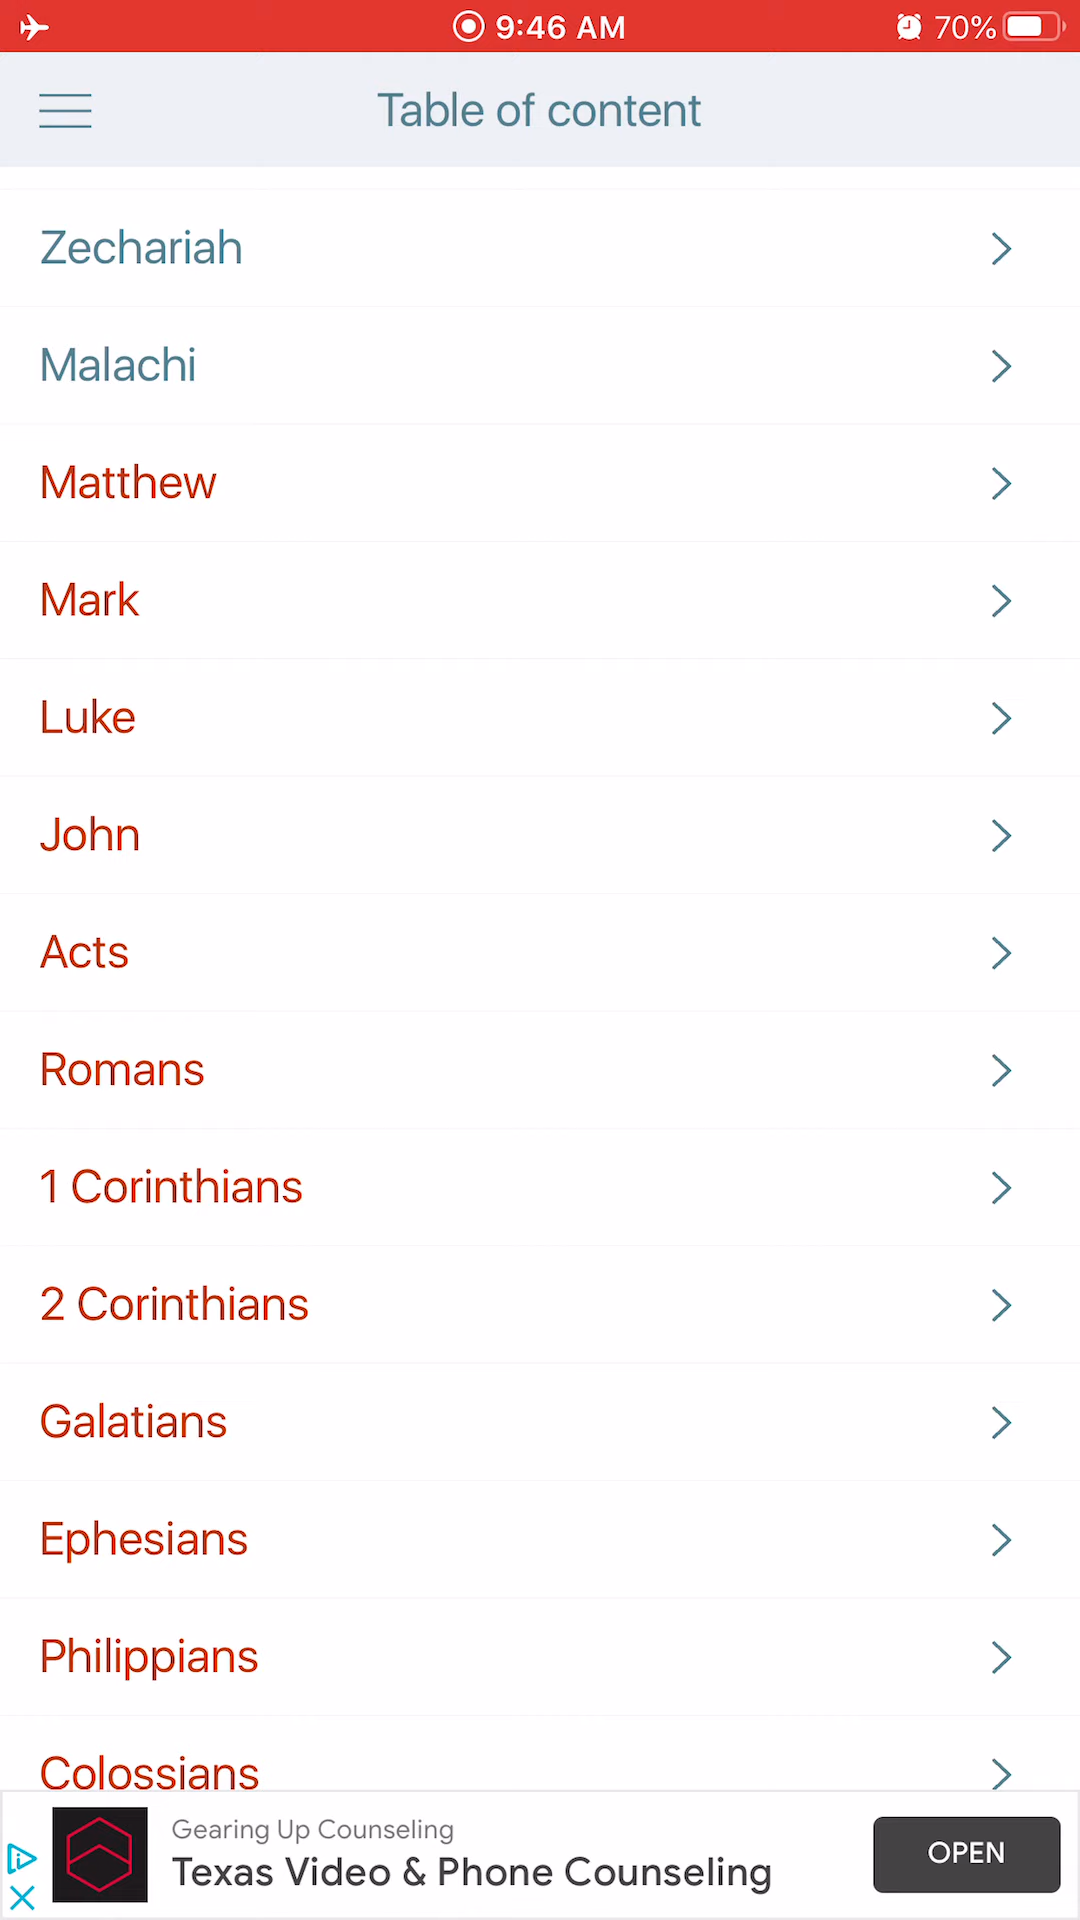 9:46 AM
70%
Table of content
Zechariah
Malachi
Matthew
Mark
Luke
John
Acts
Romans
1 Corinthians
2 Corinthians
Galatians
Ephesians
Philippians
Colossians
Gearing Up Counseling
Texas Video & Phone Counseling
OPEN